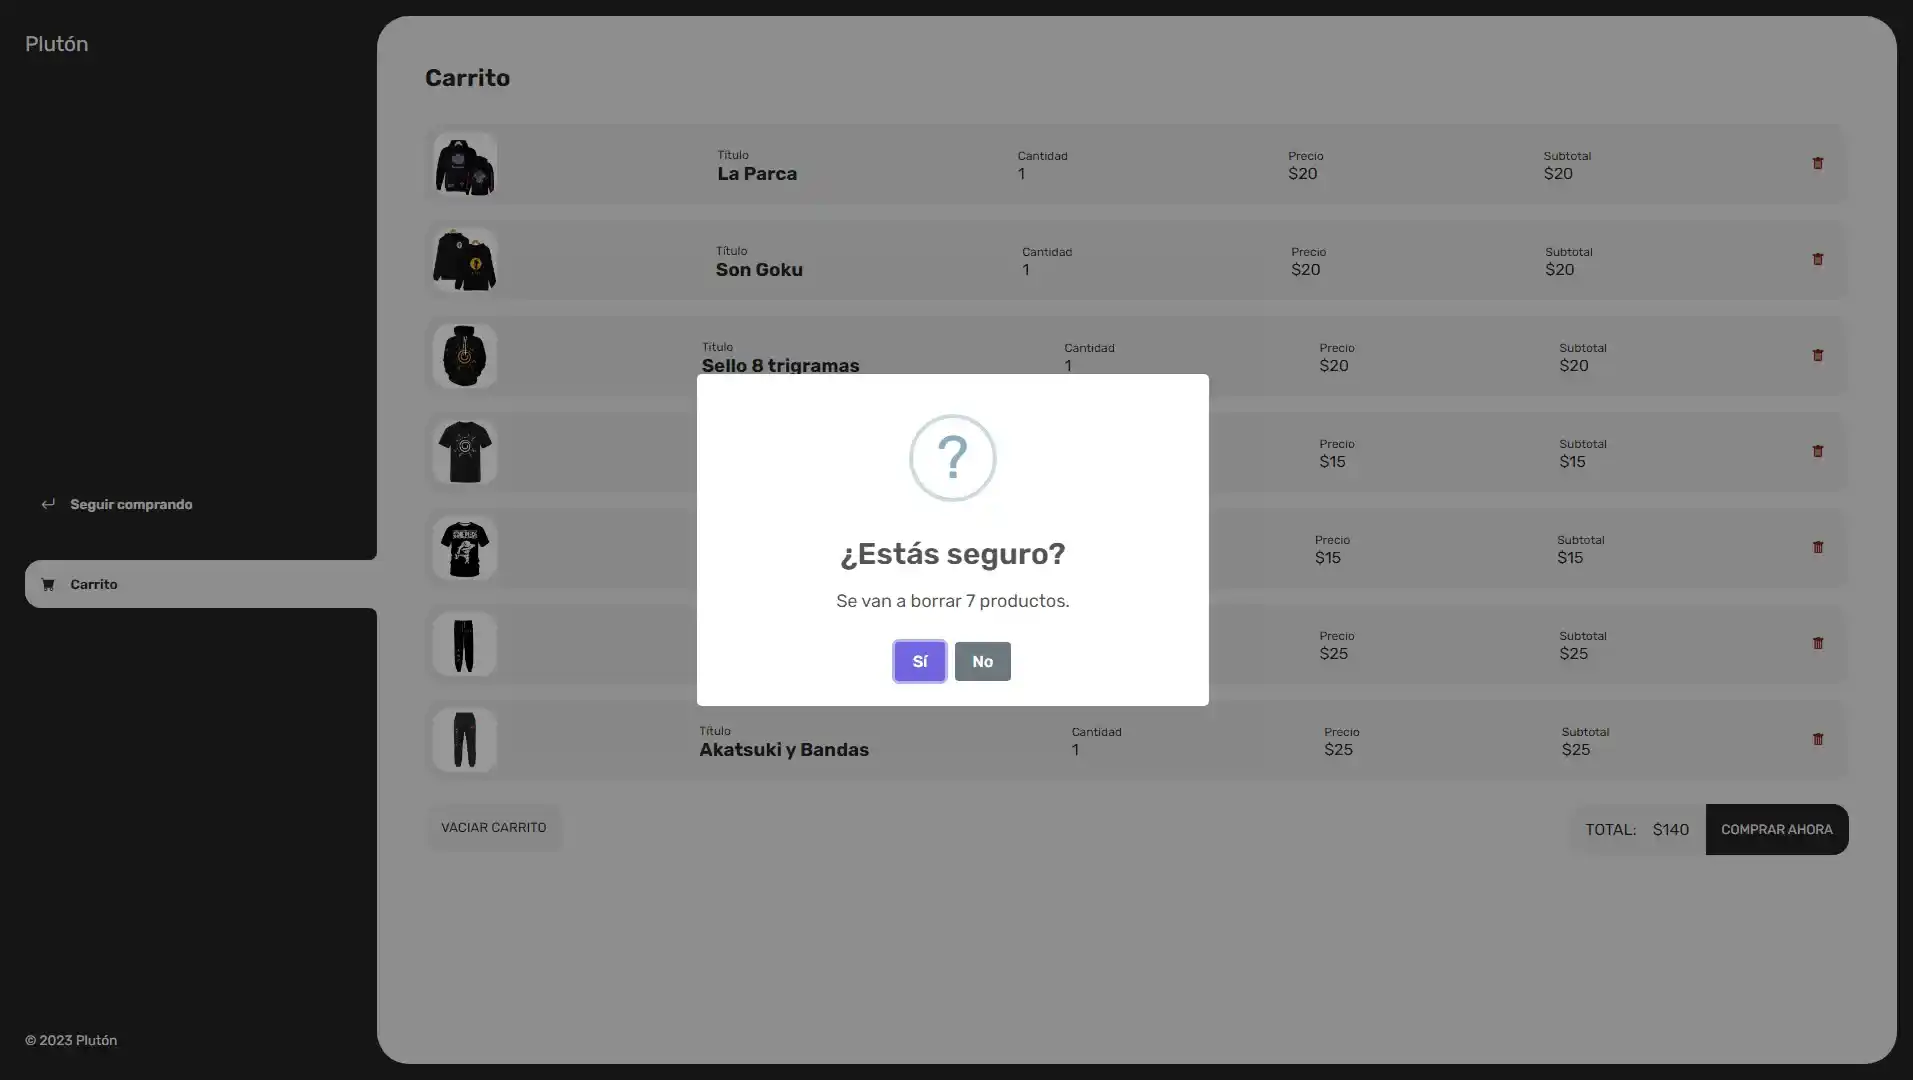 Plutón
Carrito
Título
La Parca
Cantidad
1
Precio
$20
Subtotal
$20
Título
Son Goku
Cantidad
1
Precio
$20
Subtotal
$20
Título
Sello 8 trigramas
Cantidad
1
Precio
$20
Subtotal
$20
Precio
$15
Subtotal
$15
Seguir comprando
Precio
$15
Subtotal
$15
¿Estás seguro?
Se van a borrar 7 productos.
Sí
No
Carrito
Precio
$25
Subtotal
$25
Título
Akatsuki y Bandas
Cantidad
1
Precio
$25
Subtotal
$25
VACIAR CARRITO
TOTAL: $140
COMPRAR AHORA
© 2023 Plutón